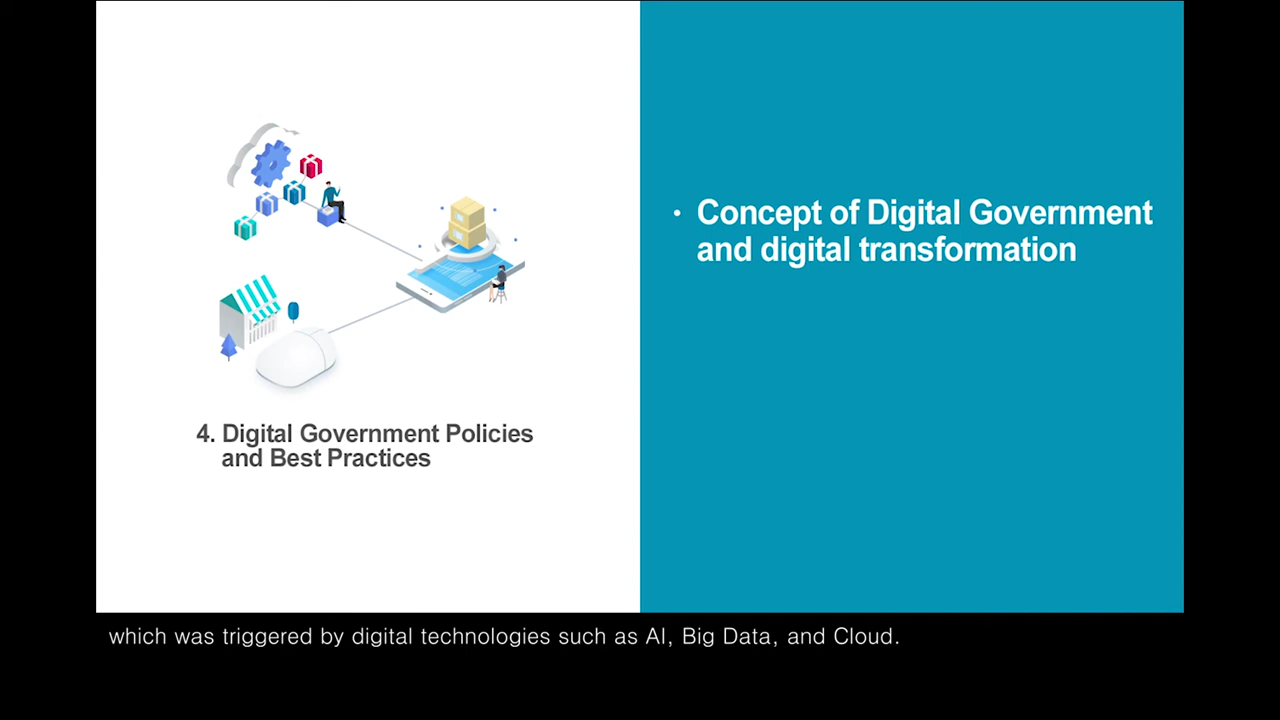 4. Digital Government Policies
and Best Practices
• Concept of Digital Government
and digital transformation
which was triggered by digital technologies such as AI, Big Data, and Cloud.